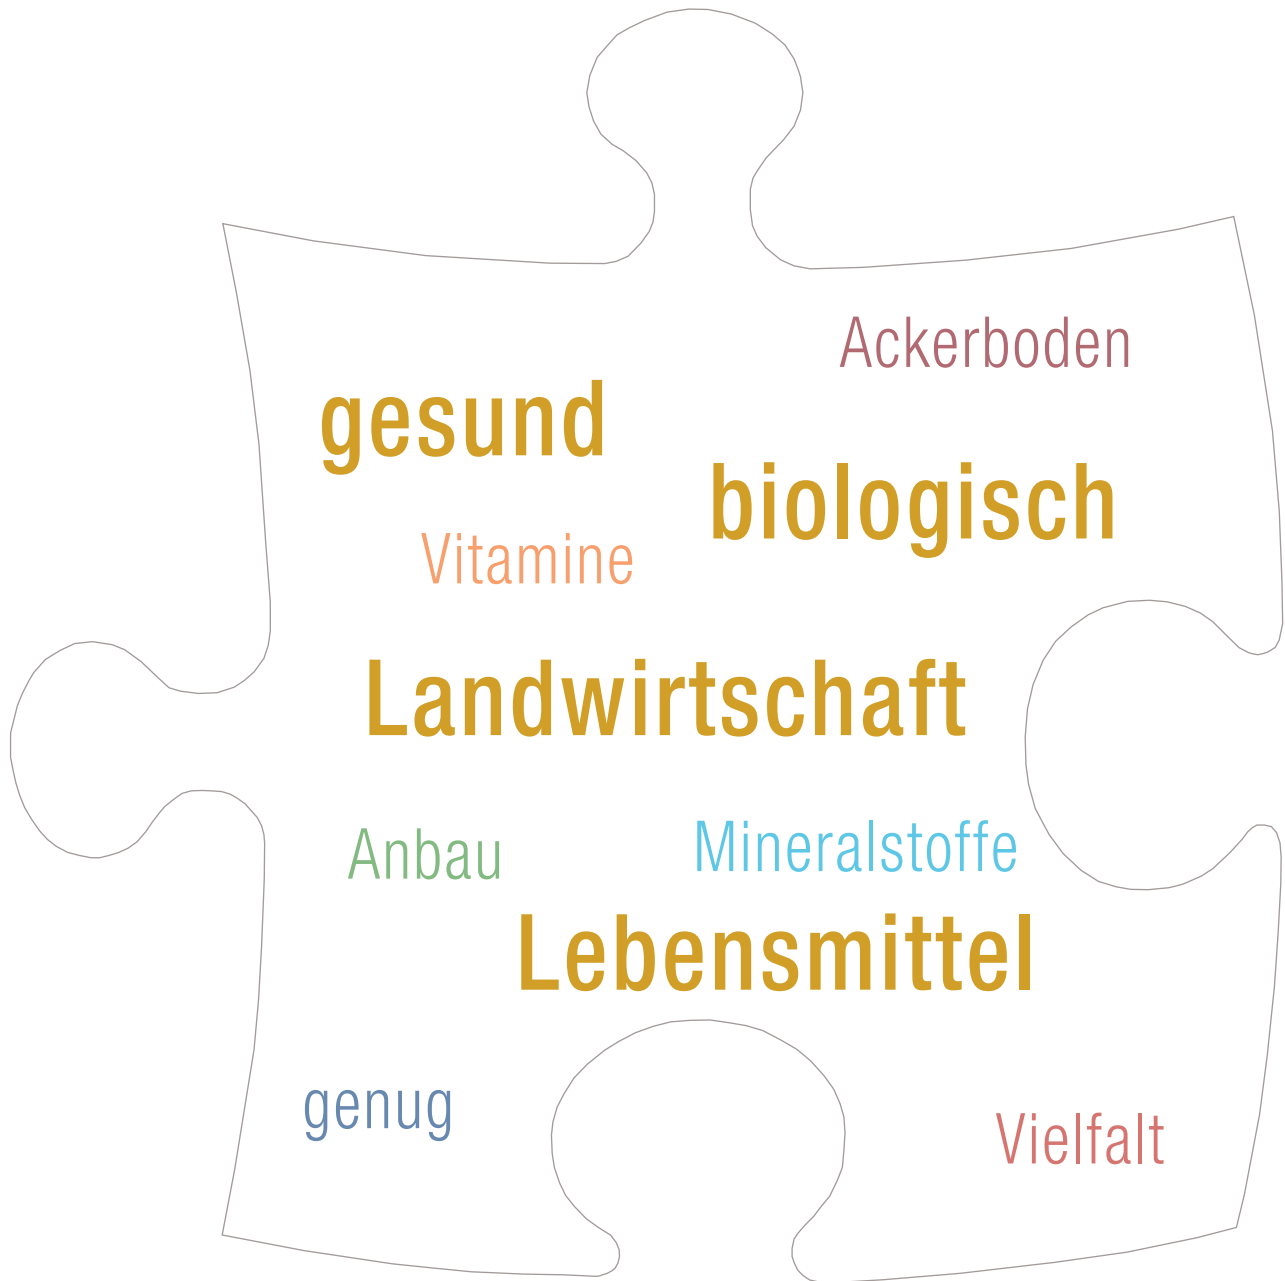 Ackerboden
gesund
biologisch
Vitamine
Landwirtschaft
Anbau
Mineralstoffe
Lebensmittel
genug
Vielfalt